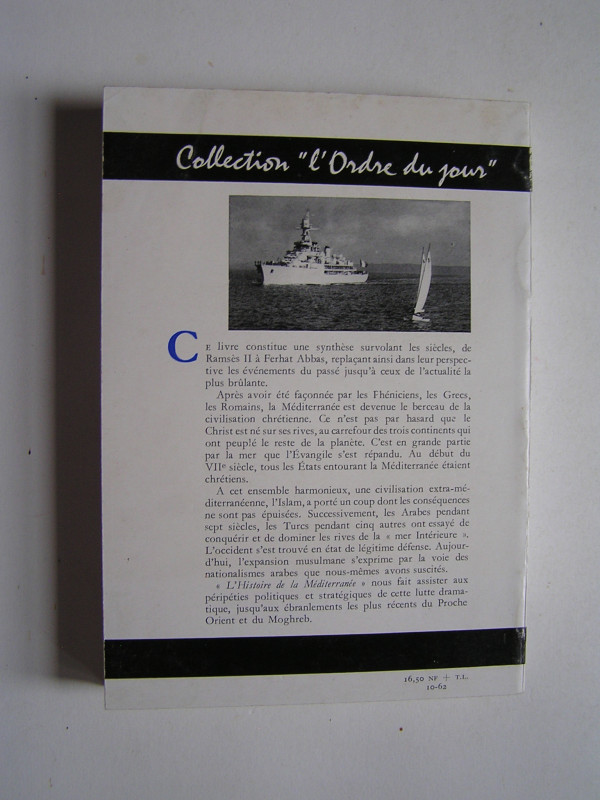 Collection "l'Ordre du jour"
CE livre constitue une synthèse survolant les siècles, de
Ramsès II à Ferhat Abbas, replaçant ainsi dans leur perspec-
tive les événements du passé jusqu'à ceux de l'actualité la
plus brûlante.
Après avoir été façonnée par les Fhéniciens, les Grecs,
les Romains, la Méditerranée est devenue le berceau de la
civilisation chrétienne. Ce n'est pas par hasard que le
Christ est né sur ses rives, au carrefour des trois continents qui
ont peuplé le reste de la planète. C'est en grande partie
par la mer que l'Évangile s'est répandu. Au début du
VIIe siècle, tous les États entourant la Méditerranée étaient
chrétiens.
A cet ensemble harmonieux, une civilisation extra-mé-
diterranéenne, l'Islam, a porté un coup dont les conséquences
ne sont pas épuisées. Successivement, les Arabes pendant
sept siècles, les Turcs pendant cinq autres ont essayé de
conquérir et de dominer les rives de la « mer Intérieure ».
L'occident s'est trouvé en état de légitime défense. Aujour-
d'hui, l'expansion musulmane s'exprime par la voie des
nationalismes arabes que nous-mêmes avons suscités.
« L'Histoire de la Méditerranée » nous fait assister aux
péripéties politiques et stratégiques de cette lutte drama-
tique, jusqu'aux ébranlements les plus récents du Proche
Orient et du Moghreb.
16,50 NF + T.L.
10-62